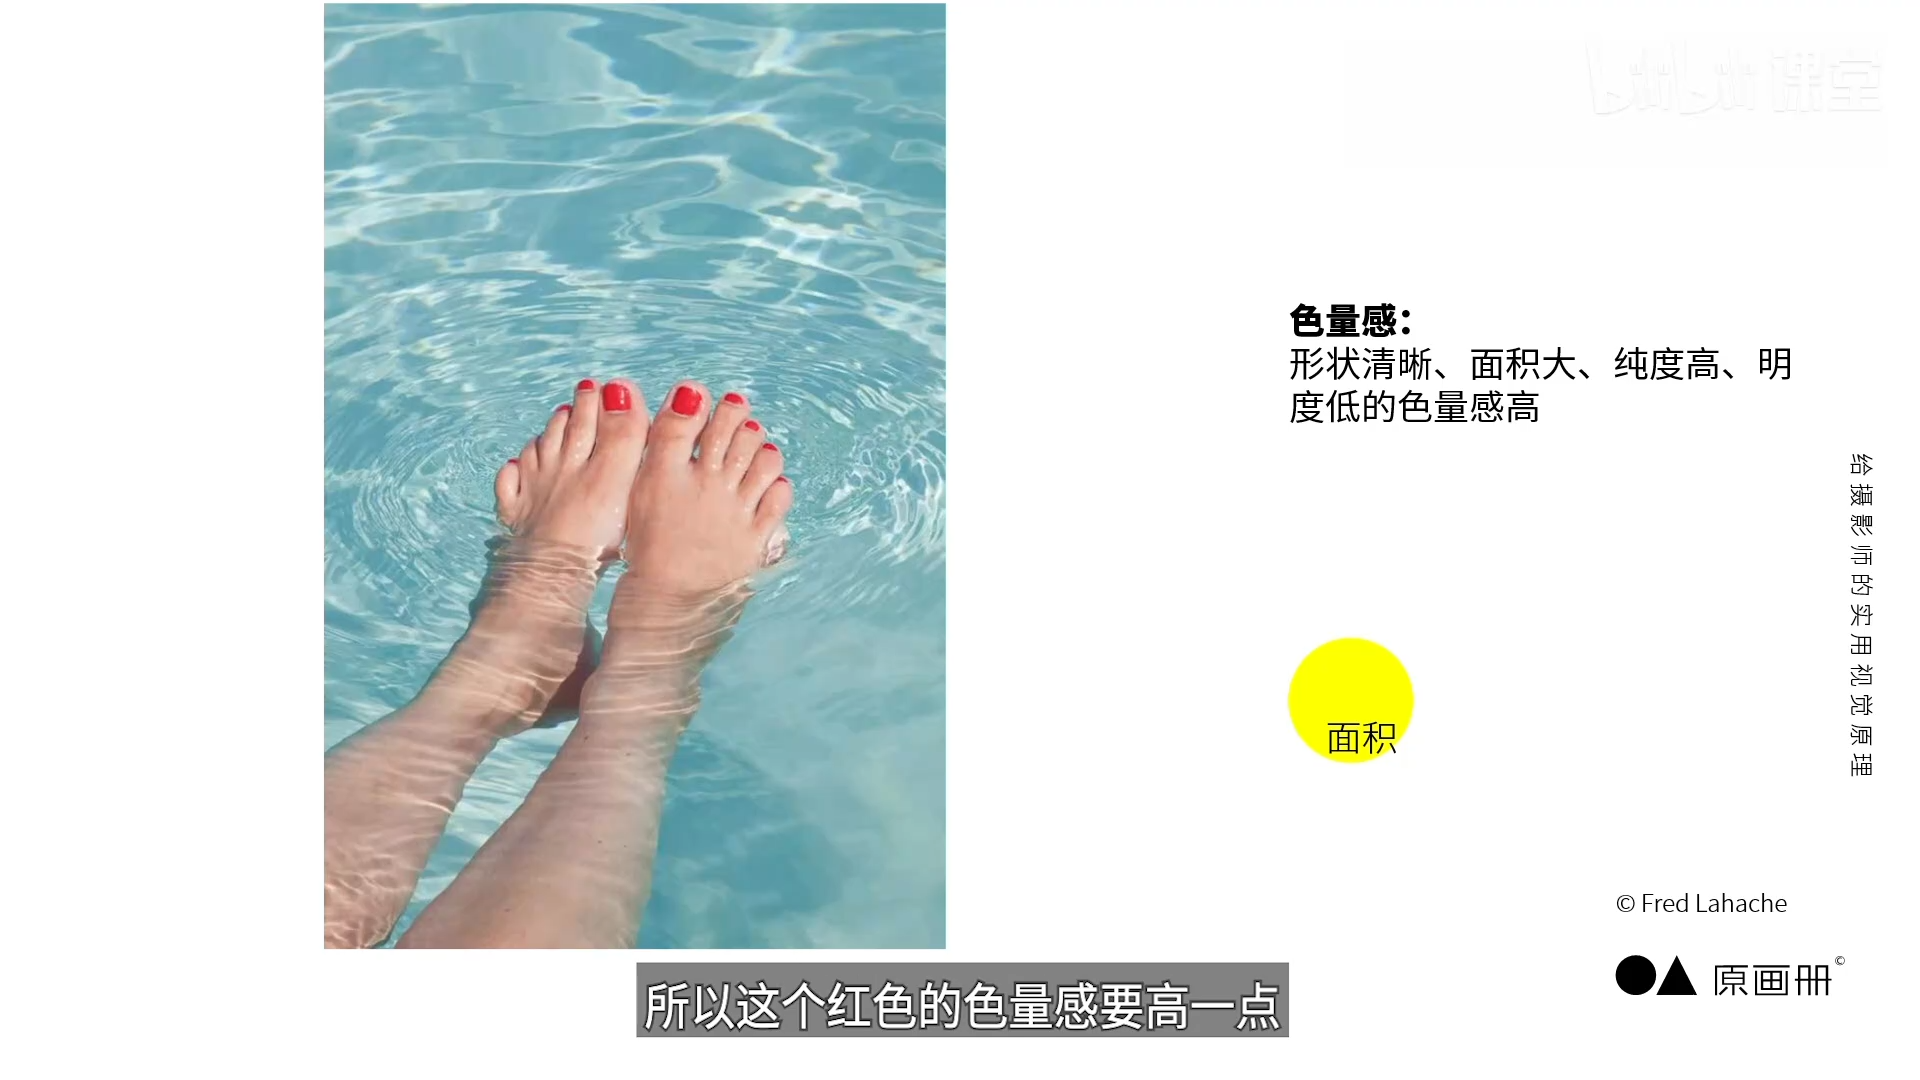 bilibili 课堂
色量感：
形状清晰、面积大、纯度高、明
度低的色量感高
给摄影师的实用视觉原理
面积
© Fred Lahache
原画册©
所以这个红色的色量感要高一点